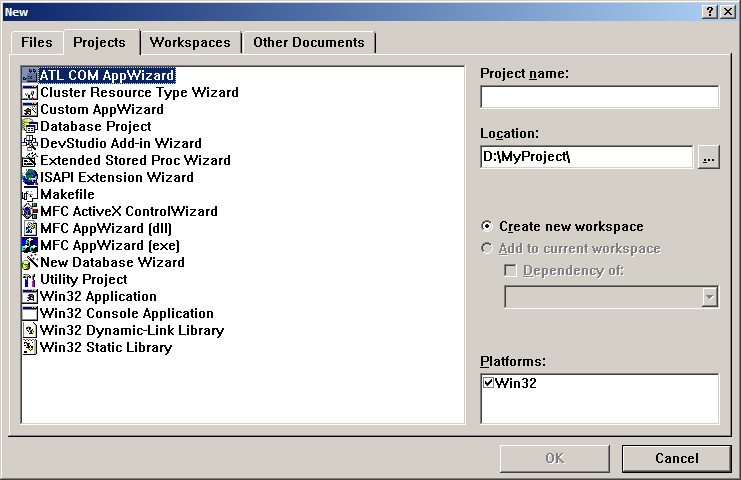 New
Files Projects Workspaces Other Documents
ATL COM AppWizard
Cluster Resource Type Wizard
Custom AppWizard
Database Project
DevStudio Add-in Wizard
Extended Stored Proc Wizard
ISAPI Extension Wizard
Makefile
MFC ActiveX ControlWizard
MFC AppWizard (dll)
MFC AppWizard (exe)
New Database Wizard
Utility Project
Win32 Application
Win32 Console Application
Win32 Dynamic-Link Library
Win32 Static Library
Project name:
Location:
D:\MyProject\
...
Create new workspace
Add to current workspace
Dependency of:
Platforms:
Win32
OK Cancel